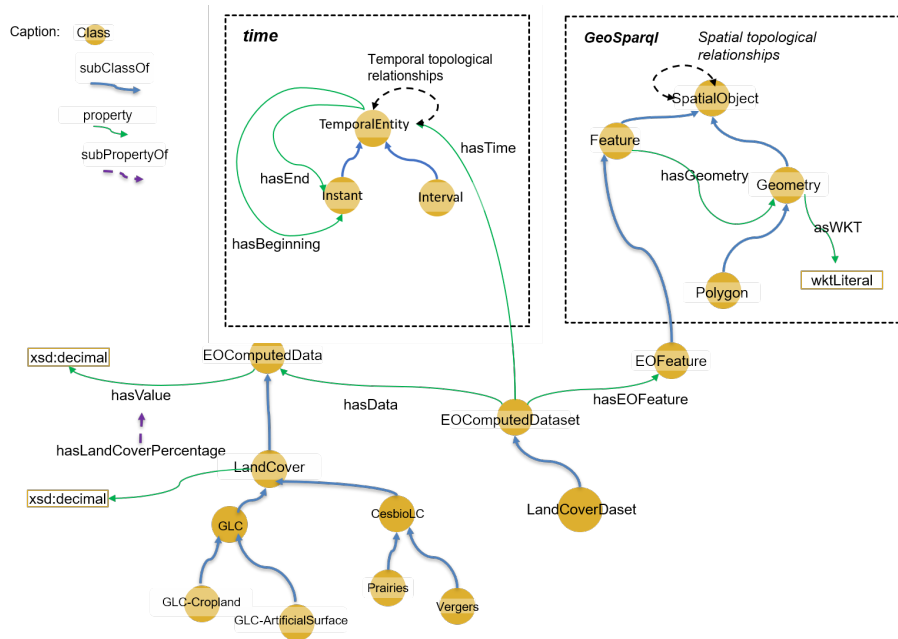 Caption:
Class
subClassOf
property
subPropertyOf
time
Temporal topological
relationships
TemporalEntity
hasEnd
Instant
Interval
hasBeginning
hasTime
GeoSparql
Spatial topological
relationships
SpatialObject
Feature
hasGeometry
Geometry
asWKT
wktLiteral
Polygon
EOComputedData
xsd:decimal
hasValue
hasData
EOFeature
hasEOFeature
EOComputedDataset
hasLandCoverPercentage
LandCover
xsd:decimal
LandCoverDaset
GLC
CesbioLC
Prairies
Vergers
GLC-Cropland
GLC-ArtificialSurface